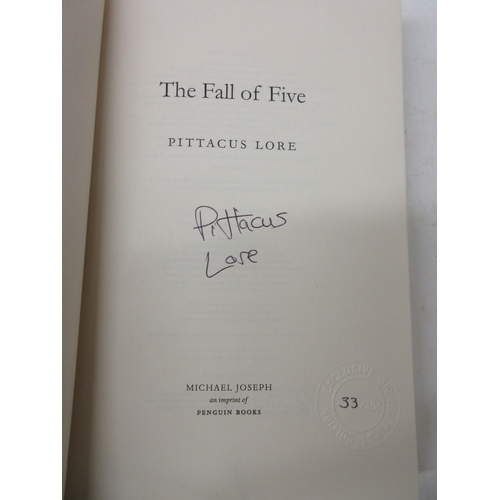 The Fall of Five
PITTACUS LORE
Pittacus
Lore
MICHAEL JOSEPH
an imprint of
PENGUIN BOOKS
33